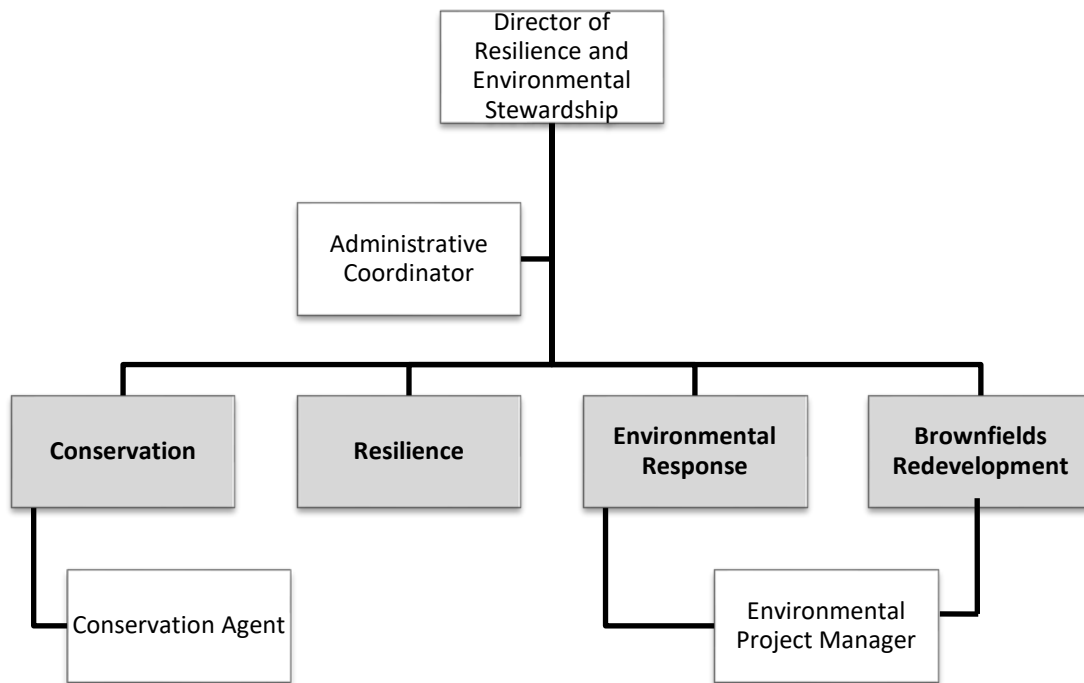 Director of
Resilience and
Environmental
Stewardship
Administrative
Coordinator
Conservation
Resilience
Environmental
Response
Brownfields
Redevelopment
Conservation Agent
Environmental
Project Manager